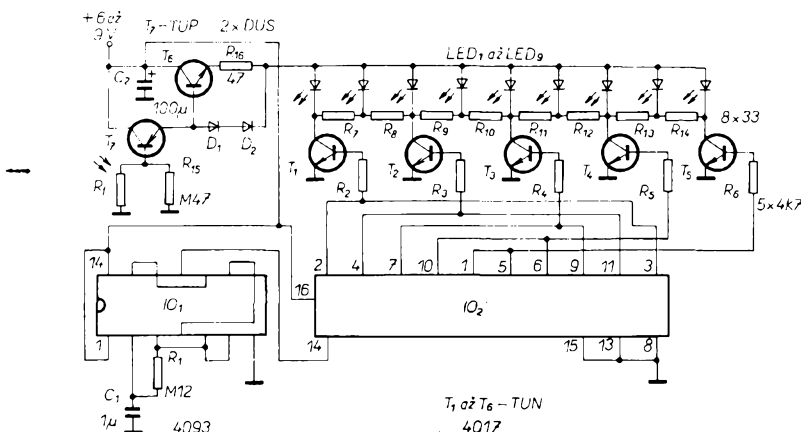 +6 až
9 V
T₇ – TUP 2 × DUS
T₆
R₁₆
47
LED₁ až LED₉
C₂
+
100µ
T₇
D₁
D₂
R₇
R₈
R₉
R₁₀
R₁₁
R₁₂
R₁₃
R₁₄
8 × 33
T₁
T₂
T₃
T₄
T₅
R₁
R₁₅
M47
R₂
R₃
R₄
R₅
R₆
5 × 4K7
14
IO₁
1
16
2
4
7
10
1
5
6
9
11
3
IO₂
14
15
13
8
R₁
M12
C₁
1µ
4093
T₁ až T₆ – TUN
4017